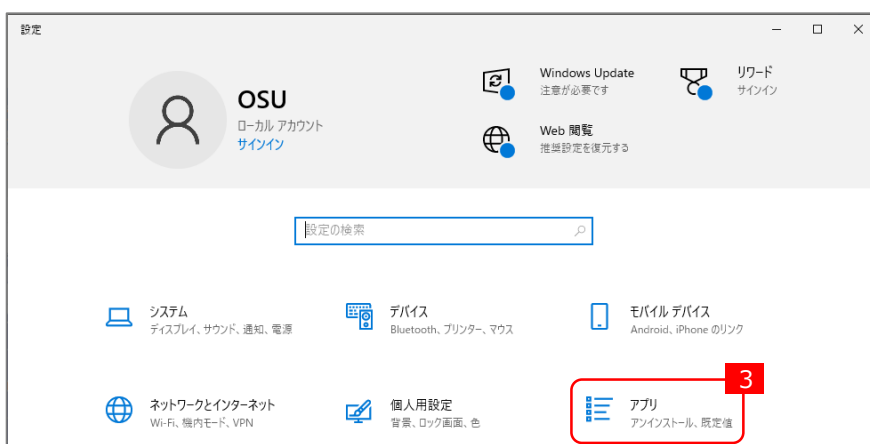 設定
OSU
ローカル アカウント
サインイン
Windows Update
注意が必要です
リワード
サインイン
Web 閲覧
推奨設定を復元する
設定の検索
システム
ディスプレイ、サウンド、通知、電源
デバイス
Bluetooth、プリンター、マウス
モバイル デバイス
Android、iPhone のリンク
ネットワークとインターネット
Wi-Fi、機内モード、VPN
個人用設定
背景、ロック画面、色
3
アプリ
アンインストール、既定値